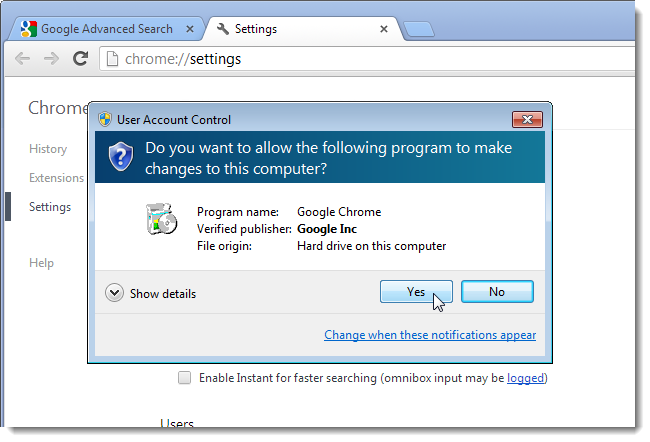 Google Advanced Search
Settings
chrome://settings
Chrome
History
Extensions
Settings
Help
User Account Control
Do you want to allow the following program to make
changes to this computer?
Program name: Google Chrome
Verified publisher: Google Inc
File origin: Hard drive on this computer
Show details
Yes
No
Change when these notifications appear
Enable Instant for faster searching (omnibox input may be logged)
Users